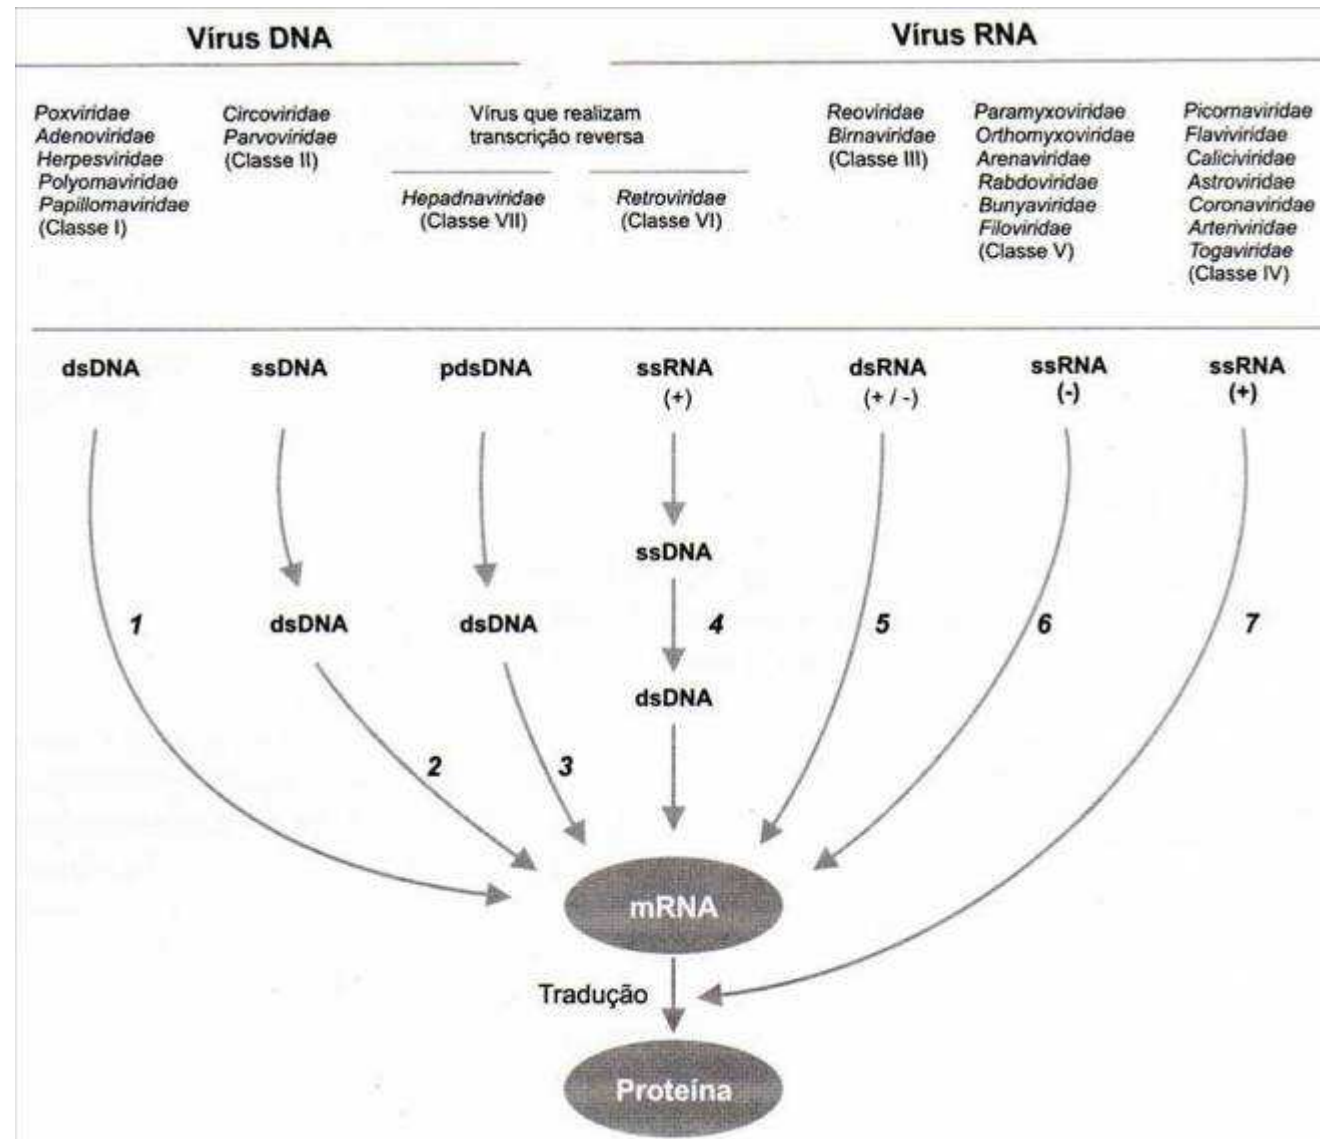 Vírus DNA
Vírus RNA
Poxviridae
Adenoviridae
Herpesviridae
Polyomaviridae
Papillomaviridae
(Classe I)
Circoviridae
Parvoviridae
(Classe II)
Vírus que realizam
transcrição reversa
Hepadnaviridae
(Classe VII)
Retroviridae
(Classe VI)
Reoviridae
Birnaviridae
(Classe III)
Paramyxoviridae
Orthomyxoviridae
Arenaviridae
Rabdoviridae
Bunyaviridae
Filoviridae
(Classe V)
Picornaviridae
Flaviviridae
Caliciviridae
Astroviridae
Coronaviridae
Arteriviridae
Togaviridae
(Classe IV)
dsDNA
ssDNA
pdsDNA
ssRNA
(+)
dsRNA
(+ / -)
ssRNA
(-)
ssRNA
(+)
ssDNA
1
dsDNA
dsDNA
4
5
6
7
dsDNA
2
3
mRNA
Tradução
Proteína